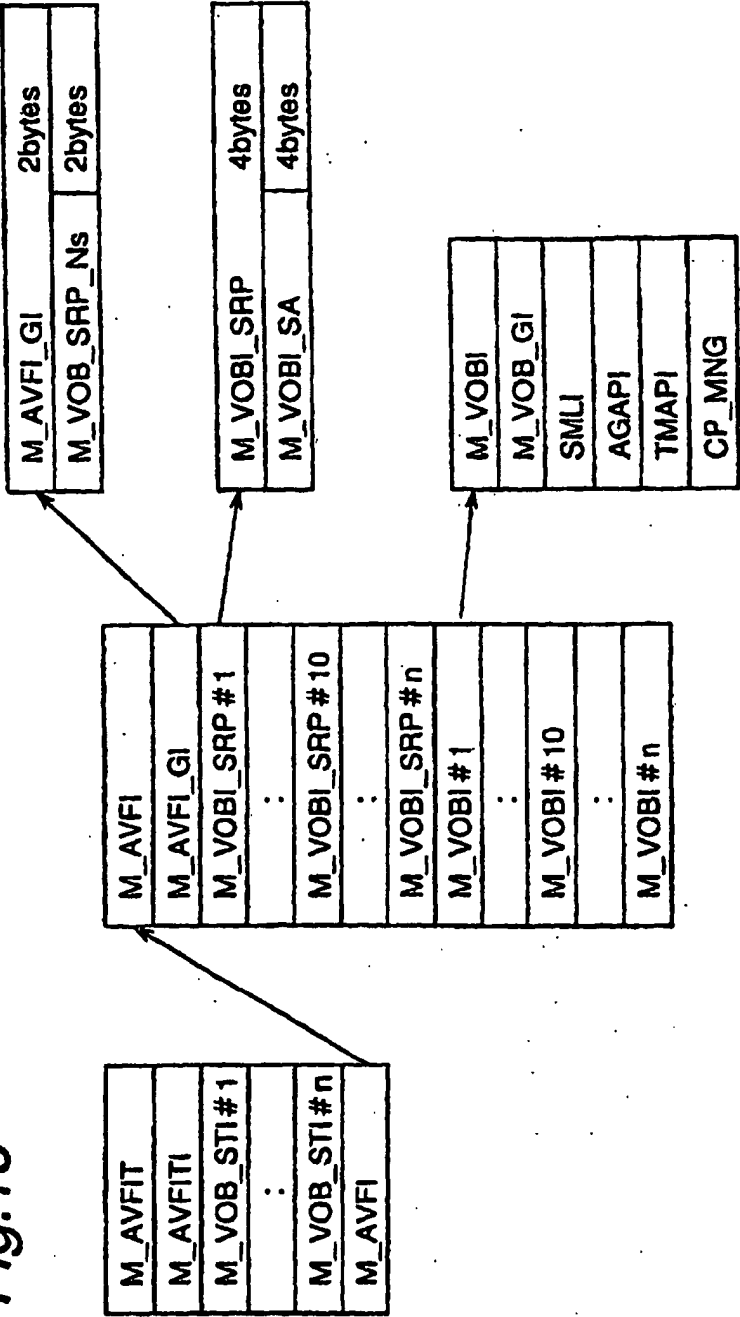 M_AVFIT
M_AVFITI
M_VOB_STI#1
:
M_VOB_STI#n
M_AVFI
M_AVFI
M_AVFI_GI
M_VOBI_SRP#1
:
M_VOBI_SRP#10
:
M_VOBI_SRP#n
M_VOBI#1
:
M_VOBI#10
:
M_VOBI#n
M_AVFI_GI 2bytes
M_VOB_SRP_Ns 2bytes
M_VOBI_SRP 4bytes
M_VOBI_SA 4bytes
M_VOBI
M_VOB_GI
SMLI
AGAPI
TMAPI
CP_MNG